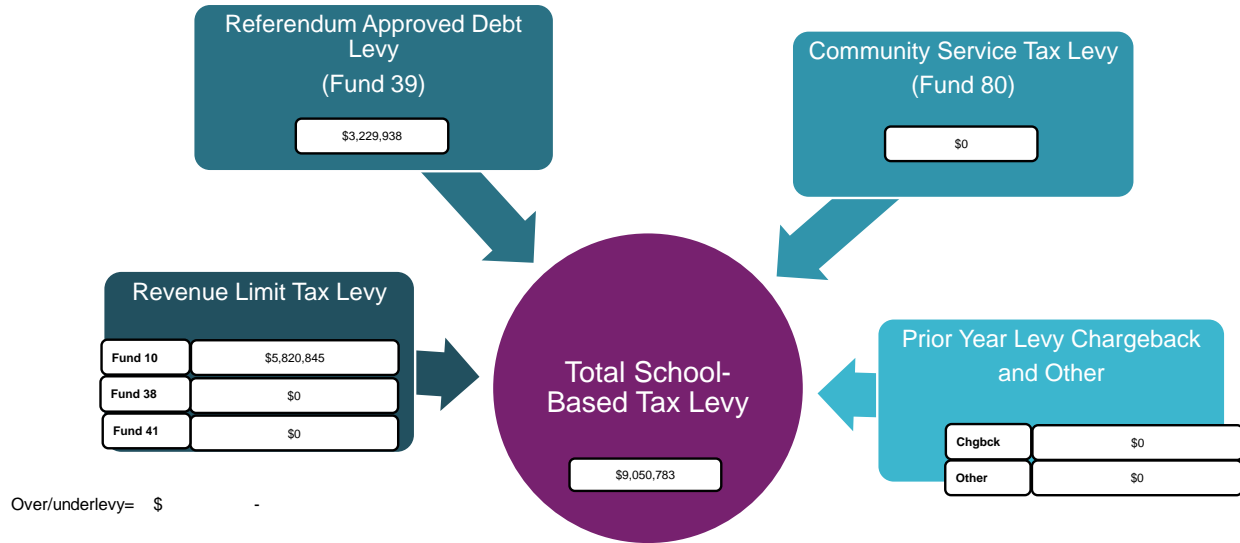 Referendum Approved Debt
Levy
(Fund 39)
$3,229,938
Community Service Tax Levy
(Fund 80)
$0
Revenue Limit Tax Levy
Fund 10 $5,820,845
Fund 38 $0
Fund 41 $0
Total School-
Based Tax Levy
$9,050,783
Prior Year Levy Chargeback
and Other
Chgbck $0
Other $0
Over/underlevy= $ -